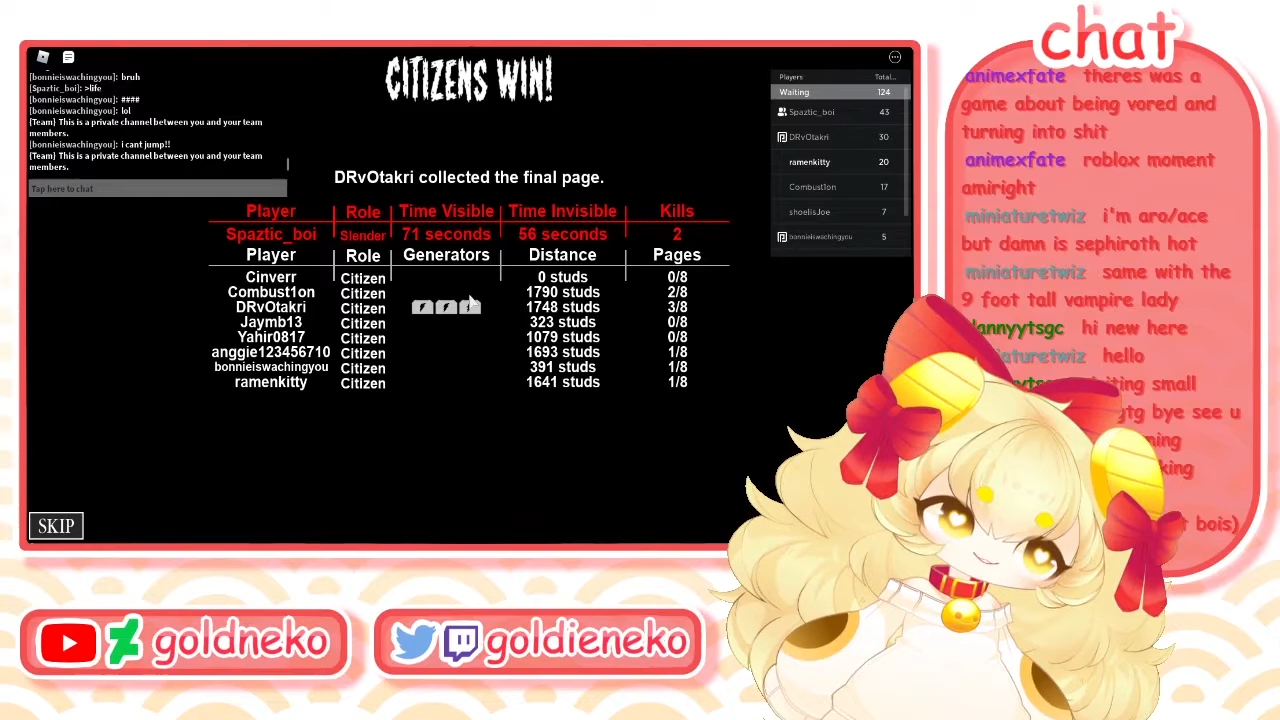 chat
[bonnieiswachingyou]: bruh
[Spaztic_boi]: >life
[bonnieiswachingyou]: ####
[bonnieiswachingyou]: lol
{Team} This is a private channel between you and your team
members.
[bonnieiswachingyou]: i cant jump!!
{Team} This is a private channel between you and your team
members.
Tap here to chat
CITIZENS WIN!
DRvOtakri collected the final page.
Player Role Time Visible Time Invisible Kills
Spaztic_boi Slender 71 seconds 56 seconds 2
Player Role Generators Distance Pages
Cinverr Citizen 0 studs 0/8
Combust1on Citizen 1790 studs 2/8
DRvOtakri Citizen 1748 studs 3/8
Jaymb13 Citizen 323 studs 0/8
Yahir0817 Citizen 1079 studs 0/8
anggie123456710 Citizen 1693 studs 1/8
bonnieiswachingyou Citizen 391 studs 1/8
ramenkitty Citizen 1641 studs 1/8
SKIP
Players Total...
Waiting 124
Spaztic_boi 43
DRvOtakri 30
ramenkitty 20
Combust1on 17
shoeIsJoe 7
bonnieiswachingyou 5
animexfate theres was a
game about being vored and
turning into shit
animexfate roblox moment
amiright
miniaturetwiz i'm aro/ace
but damn is sephiroth hot
miniaturetwiz same with the
9 foot tall vampire lady
dannyytsgc hi new here
hello
small
gtg bye see u
bois)
goldneko
goldieneko